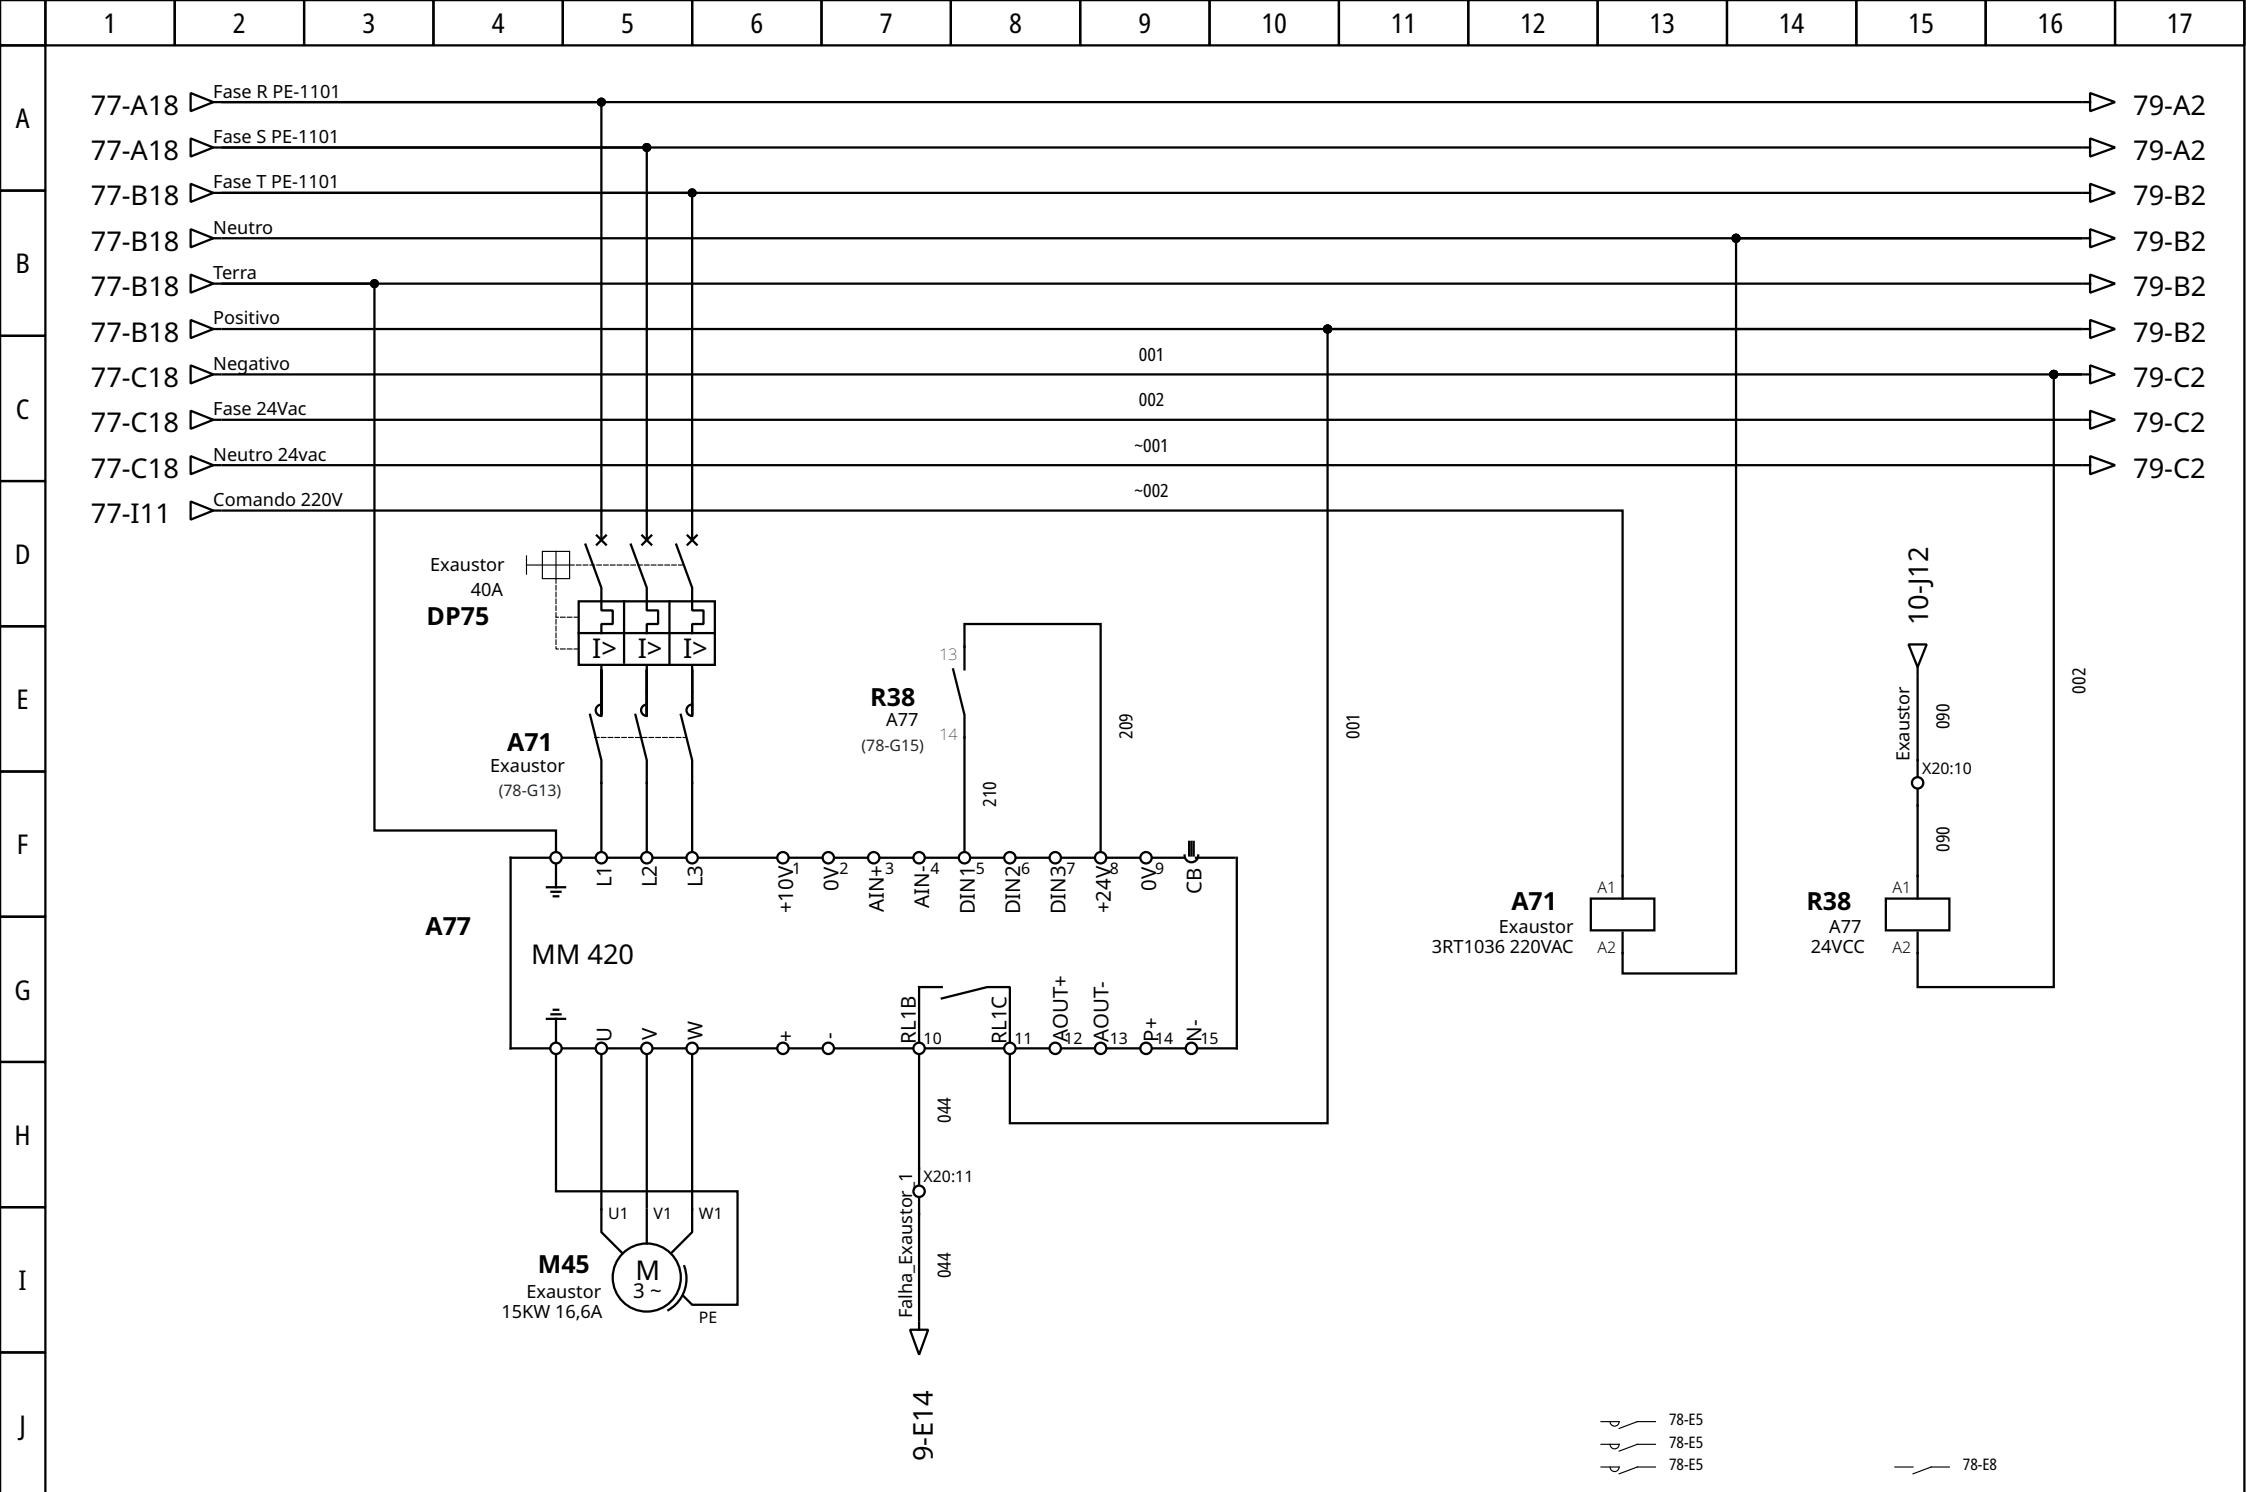 1 2 3 4 5 6 7 8 9 10 11 12 13 14 15 16 17
A
B
C
D
E
F
G
H
I
J
77-A18 Fase R PE-1101 79-A2
77-A18 Fase S PE-1101 79-A2
77-B18 Fase T PE-1101 79-B2
77-B18 Neutro 79-B2
77-B18 Terra 79-B2
77-B18 Positivo 79-B2
001
77-C18 Negativo 79-C2
002
77-C18 Fase 24Vac 79-C2
~001
77-C18 Neutro 24vac 79-C2
~002
77-I11 Comando 220V
Exaustor
40A
DP75
I> I> I>
A71
Exaustor
(78-G13)
13
R38
A77
(78-G15)
14
210
209
001
10-J12
Exaustor
090
X20:10
090
002
L1 L2 L3 +10V 1 0V 2 AIN+ 3 AIN- 4 DIN1 5 DIN2 6 DIN3 7 +24V 8 0V 9 CB
A77
MM 420
U V W + - RL1B 10 RL1C 11 AOUT+ 12 AOUT- 13 P+ 14 N- 15
A1
A71
Exaustor
3RT1036 220VAC
A2
A1
R38
A77
24VCC
A2
044
X20:11
Falha_Exaustor_1
044
9-E14
U1 V1 W1
M45
Exaustor
15KW 16,6A
M
3 ~
PE
78-E5
78-E5
78-E5
78-E8